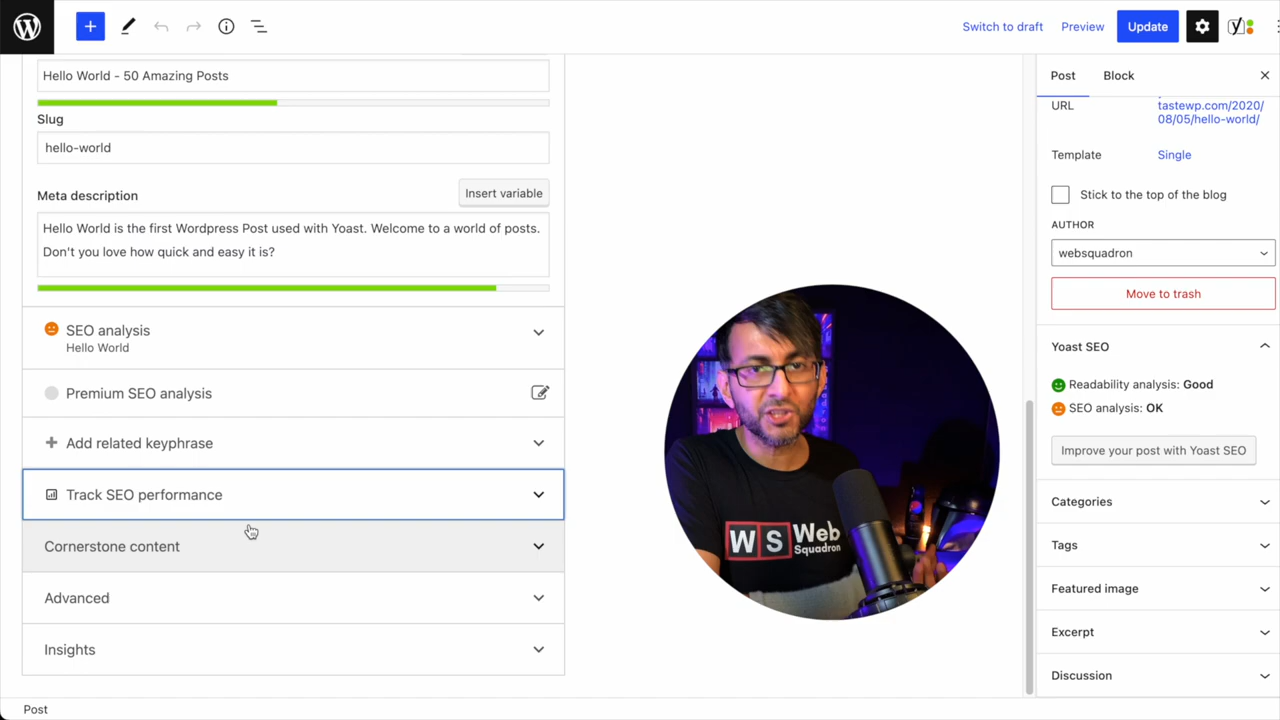 Switch to draft
Preview
Update
Hello World - 50 Amazing Posts
Slug
hello-world
Meta description
Insert variable
Hello World is the first Wordpress Post used with Yoast. Welcome to a world of posts.
Don't you love how quick and easy it is?
SEO analysis
Hello World
Premium SEO analysis
Add related keyphrase
Track SEO performance
Cornerstone content
Advanced
Insights
Post
WS Web
Squadron
Post
Block
URL
tastewp.com/2020/
08/05/hello-world/
Template
Single
Stick to the top of the blog
AUTHOR
websquadron
Move to trash
Yoast SEO
Readability analysis: Good
SEO analysis: OK
Improve your post with Yoast SEO
Categories
Tags
Featured image
Excerpt
Discussion